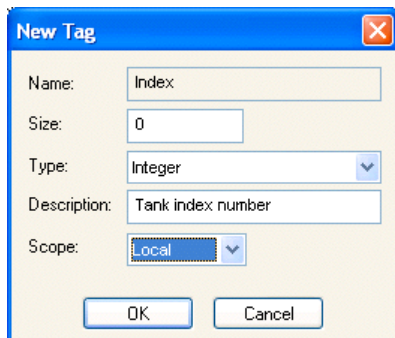 New Tag
Name: Index
Size: 0
Type: Integer
Description: Tank index number
Scope: Local
OK Cancel